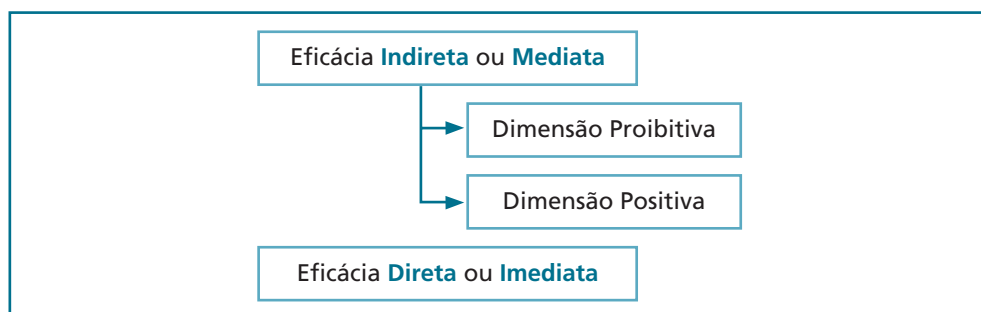 Eficácia Indireta ou Mediata
Dimensão Proibitiva
Dimensão Positiva
Eficácia Direta ou Imediata